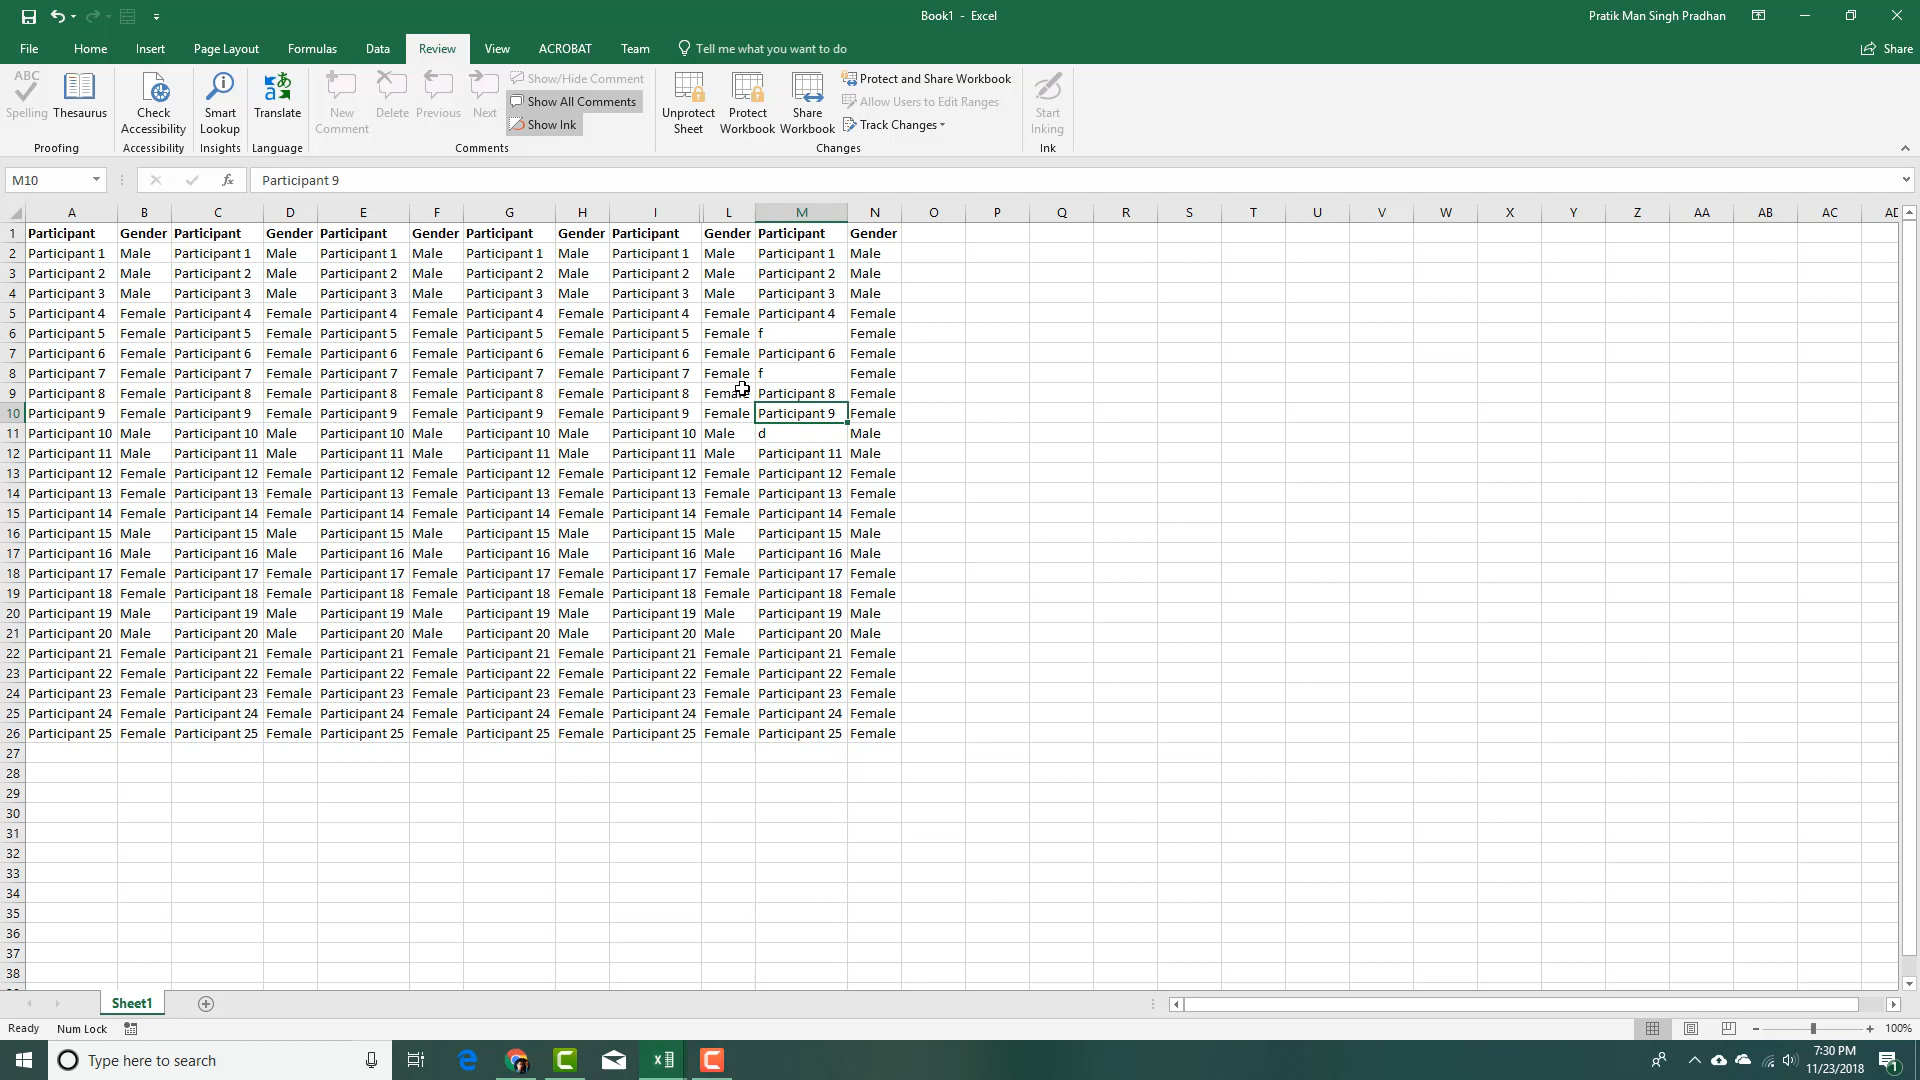 Book1 - Excel
Pratik Man Singh Pradhan
File Home Insert Page Layout Formulas Data Review View ACROBAT Team Tell me what you want to do Share
ABC Spelling Thesaurus Check Accessibility Smart Lookup Translate New Comment Delete Previous Next Show/Hide Comment Show All Comments Show Ink Unprotect Sheet Protect Workbook Share Workbook Protect and Share Workbook Allow Users to Edit Ranges Track Changes Start Inking
Proofing Accessibility Insights Language Comments Changes Ink
M10 fx Participant 9
A B C D E F G H I L M N O P Q R S T U V W X Y Z AA AB AC AD
1 Participant Gender Participant Gender Participant Gender Participant Gender Participant Gender Participant Gender
2 Participant 1 Male Participant 1 Male Participant 1 Male Participant 1 Male Participant 1 Male Participant 1 Male
3 Participant 2 Male Participant 2 Male Participant 2 Male Participant 2 Male Participant 2 Male Participant 2 Male
4 Participant 3 Male Participant 3 Male Participant 3 Male Participant 3 Male Participant 3 Male Participant 3 Male
5 Participant 4 Female Participant 4 Female Participant 4 Female Participant 4 Female Participant 4 Female Participant 4 Female
6 Participant 5 Female Participant 5 Female Participant 5 Female Participant 5 Female Participant 5 Female f Female
7 Participant 6 Female Participant 6 Female Participant 6 Female Participant 6 Female Participant 6 Female Participant 6 Female
8 Participant 7 Female Participant 7 Female Participant 7 Female Participant 7 Female Participant 7 Female f Female
9 Participant 8 Female Participant 8 Female Participant 8 Female Participant 8 Female Participant 8 Female Participant 8 Female
10 Participant 9 Female Participant 9 Female Participant 9 Female Participant 9 Female Participant 9 Female Participant 9 Female
11 Participant 10 Male Participant 10 Male Participant 10 Male Participant 10 Male Participant 10 Male d Male
12 Participant 11 Male Participant 11 Male Participant 11 Male Participant 11 Male Participant 11 Male Participant 11 Male
13 Participant 12 Female Participant 12 Female Participant 12 Female Participant 12 Female Participant 12 Female Participant 12 Female
14 Participant 13 Female Participant 13 Female Participant 13 Female Participant 13 Female Participant 13 Female Participant 13 Female
15 Participant 14 Female Participant 14 Female Participant 14 Female Participant 14 Female Participant 14 Female Participant 14 Female
16 Participant 15 Male Participant 15 Male Participant 15 Male Participant 15 Male Participant 15 Male Participant 15 Male
17 Participant 16 Male Participant 16 Male Participant 16 Male Participant 16 Male Participant 16 Male Participant 16 Male
18 Participant 17 Female Participant 17 Female Participant 17 Female Participant 17 Female Participant 17 Female Participant 17 Female
19 Participant 18 Female Participant 18 Female Participant 18 Female Participant 18 Female Participant 18 Female Participant 18 Female
20 Participant 19 Male Participant 19 Male Participant 19 Male Participant 19 Male Participant 19 Male Participant 19 Male
21 Participant 20 Male Participant 20 Male Participant 20 Male Participant 20 Male Participant 20 Male Participant 20 Male
22 Participant 21 Female Participant 21 Female Participant 21 Female Participant 21 Female Participant 21 Female Participant 21 Female
23 Participant 22 Female Participant 22 Female Participant 22 Female Participant 22 Female Participant 22 Female Participant 22 Female
24 Participant 23 Female Participant 23 Female Participant 23 Female Participant 23 Female Participant 23 Female Participant 23 Female
25 Participant 24 Female Participant 24 Female Participant 24 Female Participant 24 Female Participant 24 Female Participant 24 Female
26 Participant 25 Female Participant 25 Female Participant 25 Female Participant 25 Female Participant 25 Female Participant 25 Female
27
28
29
30
31
32
33
34
35
36
37
38
Sheet1
Ready Num Lock 100%
Type here to search
7:30 PM
11/23/2018
1